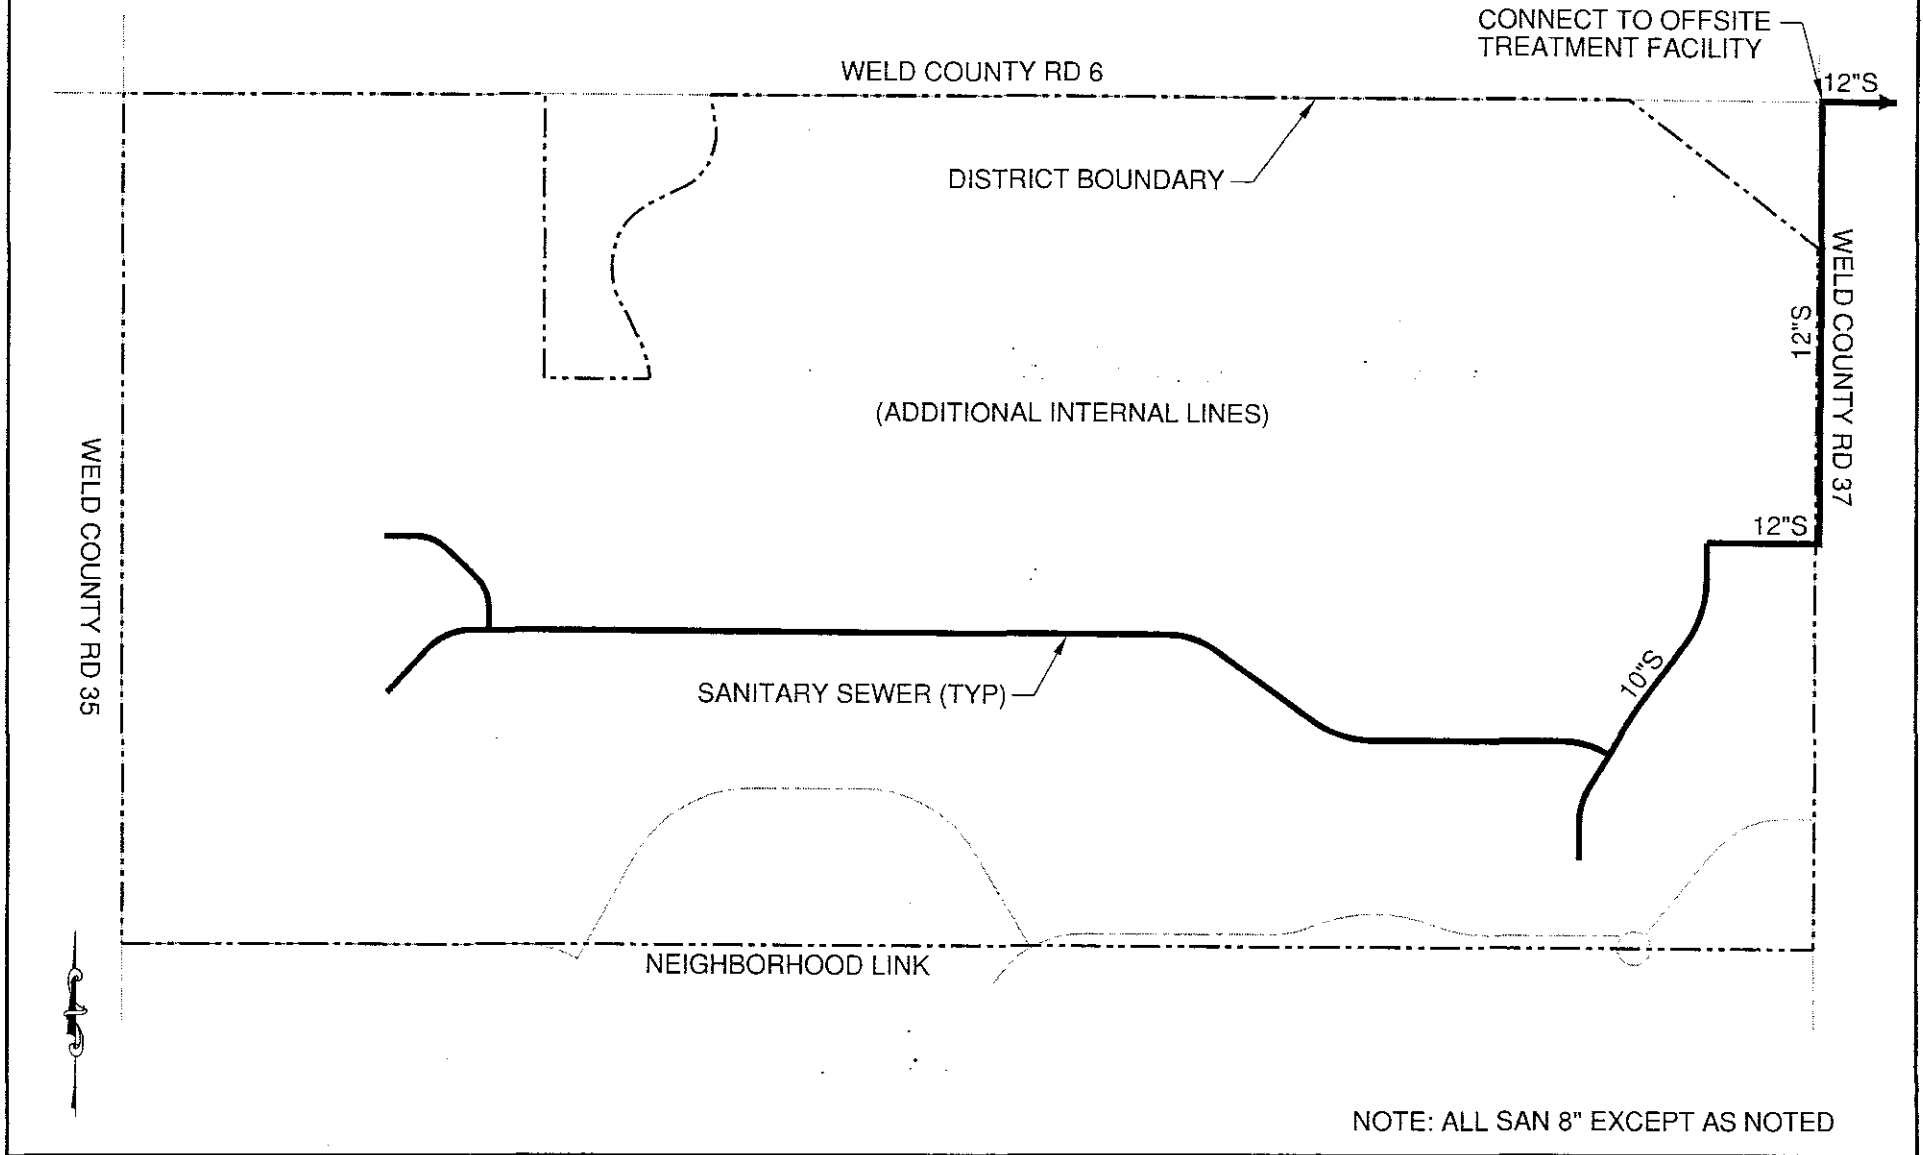 CONNECT TO OFFSITE
TREATMENT FACILITY
WELD COUNTY RD 6
12"S
DISTRICT BOUNDARY
WELD COUNTY RD 37
12"S
(ADDITIONAL INTERNAL LINES)
WELD COUNTY RD 35
12"S
10"S
SANITARY SEWER (TYP)
NEIGHBORHOOD LINK
NOTE: ALL SAN 8" EXCEPT AS NOTED